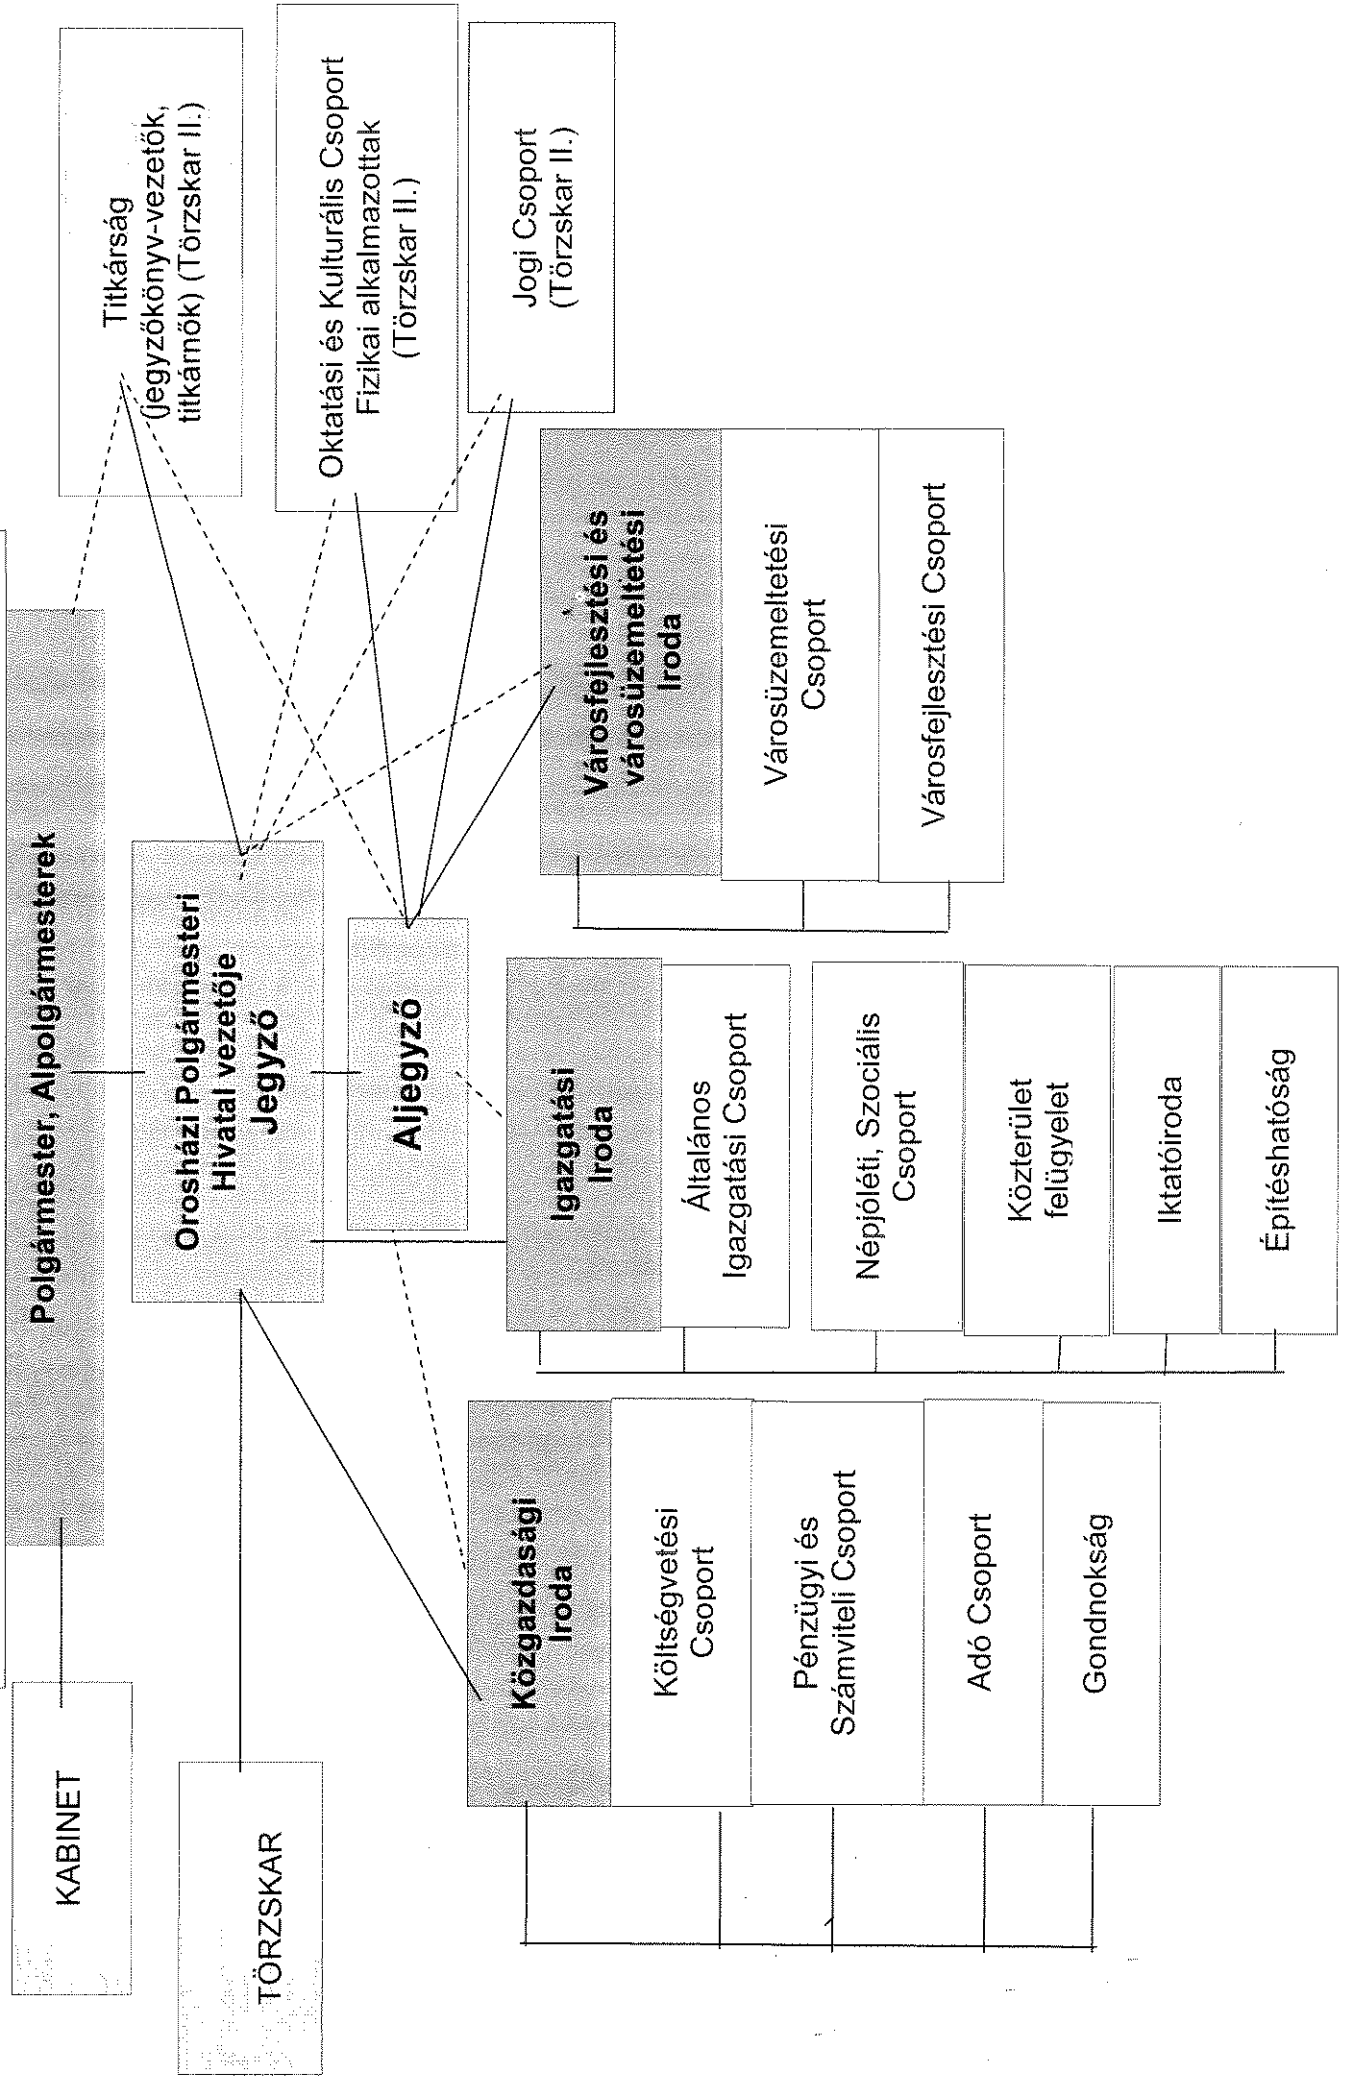 Polgármester, Alpolgármesterek
KABINET
Orosházi Polgármesteri
Hivatal vezetője
Jegyző
TÖRZSKAR
Aljegyző
Titkárság
(jegyzőkönyv-vezetők,
titkárnők) (Törzskar II.)
Oktatási és Kulturális Csoport
Fizikai alkalmazottak
(Törzskar II.)
Jogi Csoport
(Törzskar II.)
Közgazdasági
Iroda
Költségvetési
Csoport
Pénzügyi és
Számviteli Csoport
Adó Csoport
Gondnokság
Igazgatási
Iroda
Általános
Igazgatási Csoport
Népjóléti, Szociális
Csoport
Közterület
felügyelet
Iktatóiroda
Építéshatóság
Városfejlesztési és
városüzemeltetési
Iroda
Városüzemeltetési
Csoport
Városfejlesztési Csoport